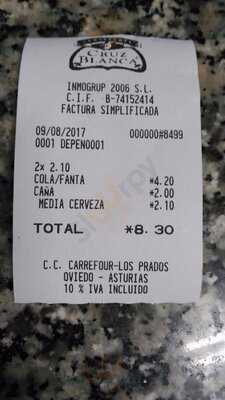 CRUZ
BLANCA
INMOGRUP 2006 S.L.
C.I.F. B-74152414
FACTURA SIMPLIFICADA
09/08/2017 000000#8499
0001 DEPEN0001
2x 2.10
COLA/FANTA *4.20
CAÑA *2.00
MEDIA CERVEZA *2.10
TOTAL *8.30
C.C. CARREFOUR-LOS PRADOS
OVIEDO - ASTURIAS
10 % IVA INCLUIDO